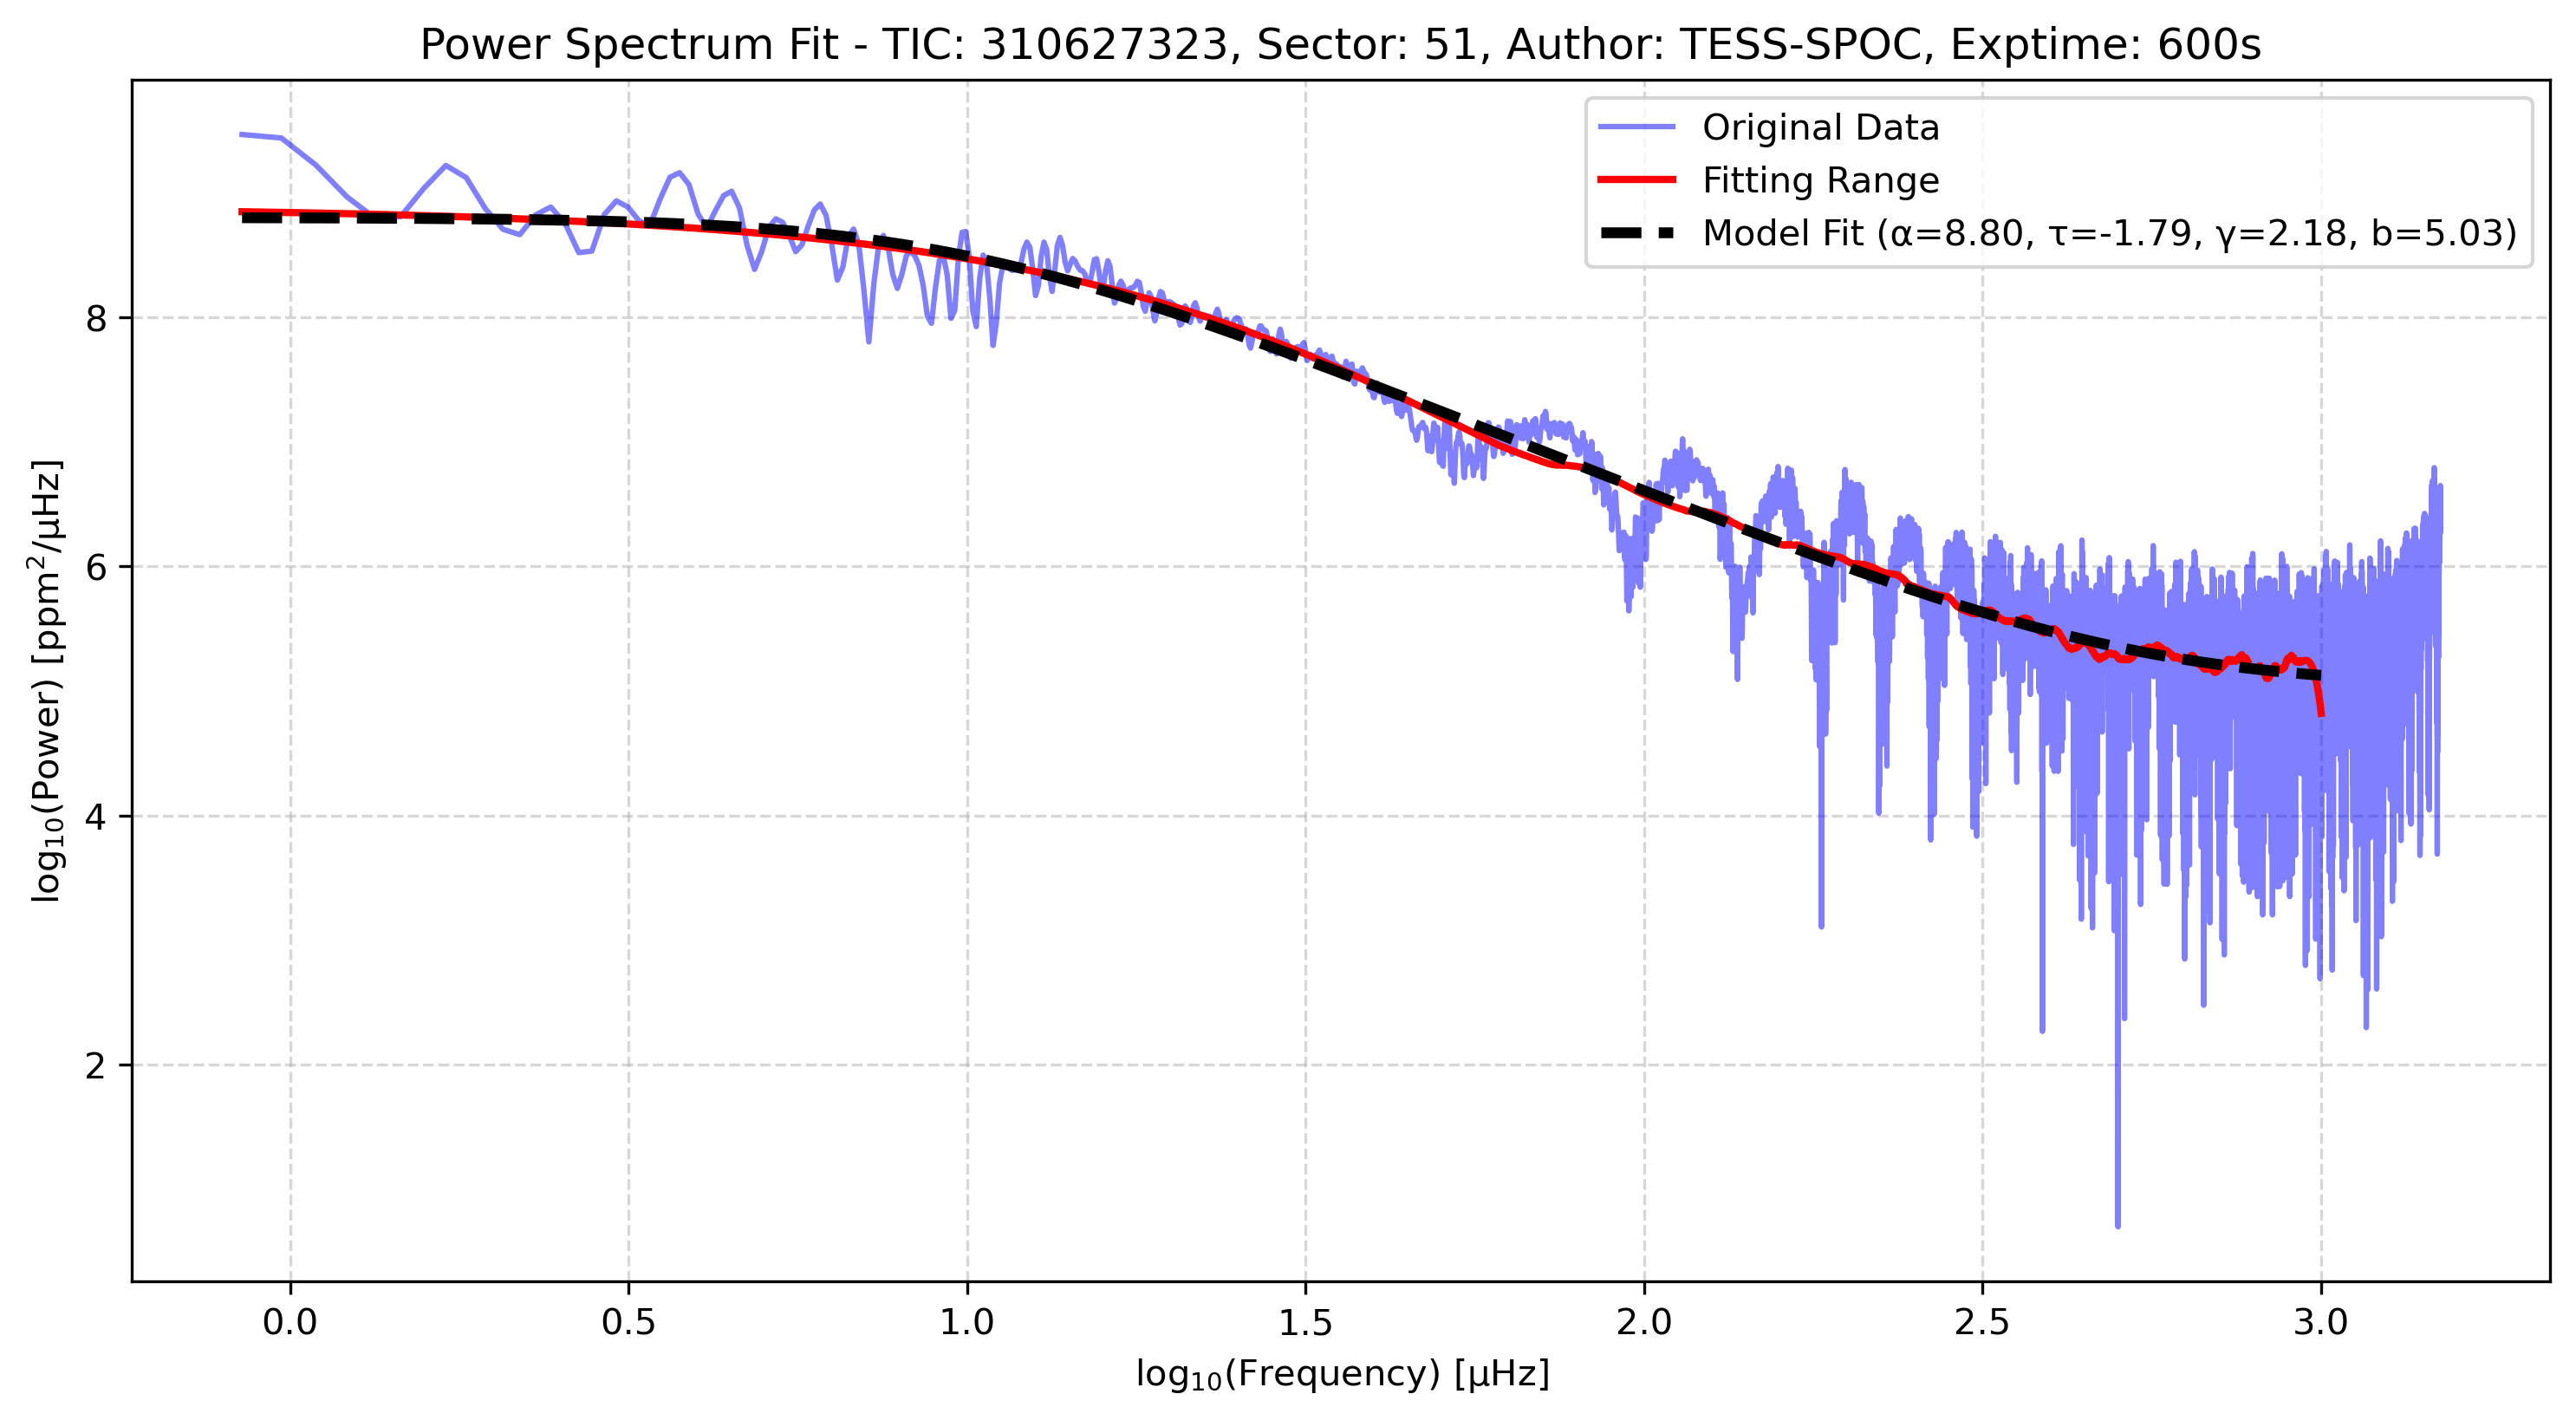 Power Spectrum Fit - TIC: 310627323, Sector: 51, Author: TESS-SPOC, Exptime: 600s
Original Data
Fitting Range
Model Fit (α=8.80, τ=-1.79, γ=2.18, b=5.03)
log₁₀(Power) [ppm²/μHz]
8
6
4
2
0.0 0.5 1.0 1.5 2.0 2.5 3.0
log₁₀(Frequency) [μHz]